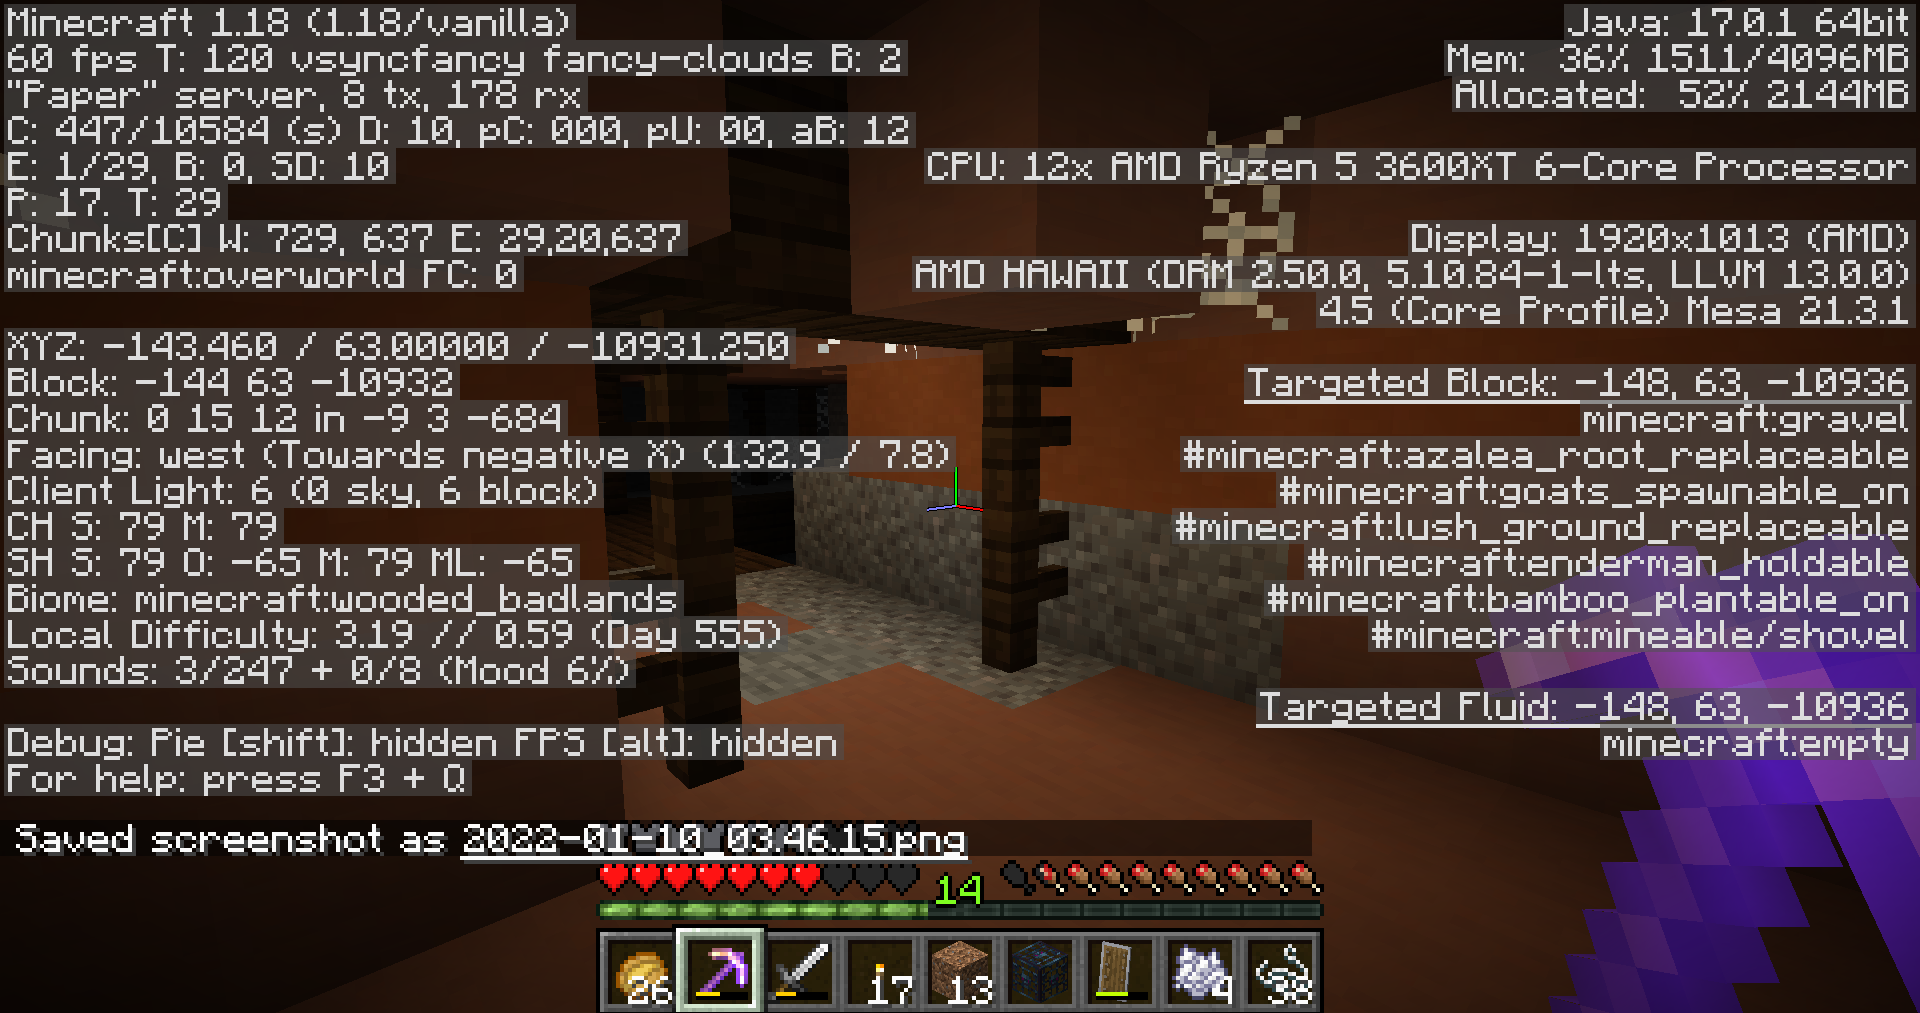 Minecraft 1.18 (1.18/vanilla)
60 fps T: 120 vsyncfancy fancy-clouds B: 2
"Paper" server, 8 tx, 178 rx
C: 447/10584 (s) D: 10, pC: 000, pU: 00, aB: 12
E: 1/29, B: 0, SD: 10
P: 17. T: 29
Chunks[C] W: 729, 637 E: 29,20,637
minecraft:overworld FC: 0
XYZ: -143.460 / 63.00000 / -10931.250
Block: -144 63 -10932
Chunk: 0 15 12 in -9 3 -684
Facing: west (Towards negative X) (132.9 / 7.8)
Client Light: 6 (0 sky, 6 block)
CH S: 79 M: 79
SH S: 79 O: -65 M: 79 ML: -65
Biome: minecraft:wooded_badlands
Local Difficulty: 3.19 // 0.59 (Day 555)
Sounds: 3/247 + 0/8 (Mood 6%)
Debug: Pie [shift]: hidden FPS [alt]: hidden
For help: press F3 + Q
Java: 17.0.1 64bit
Mem: 36% 1511/4096MB
Allocated: 52% 2144MB
CPU: 12x AMD Ryzen 5 3600XT 6-Core Processor
Display: 1920x1013 (AMD)
AMD HAWAII (DRM 2.50.0, 5.10.84-1-lts, LLVM 13.0.0)
4.5 (Core Profile) Mesa 21.3.1
Targeted Block: -148, 63, -10936
minecraft:gravel
#minecraft:azalea_root_replaceable
#minecraft:goats_spawnable_on
#minecraft:lush_ground_replaceable
#minecraft:enderman_holdable
#minecraft:bamboo_plantable_on
#minecraft:mineable/shovel
Targeted Fluid: -148, 63, -10936
minecraft:empty
Saved screenshot as 2022-01-10_03.46.15.png
14
26 17 13 4 38